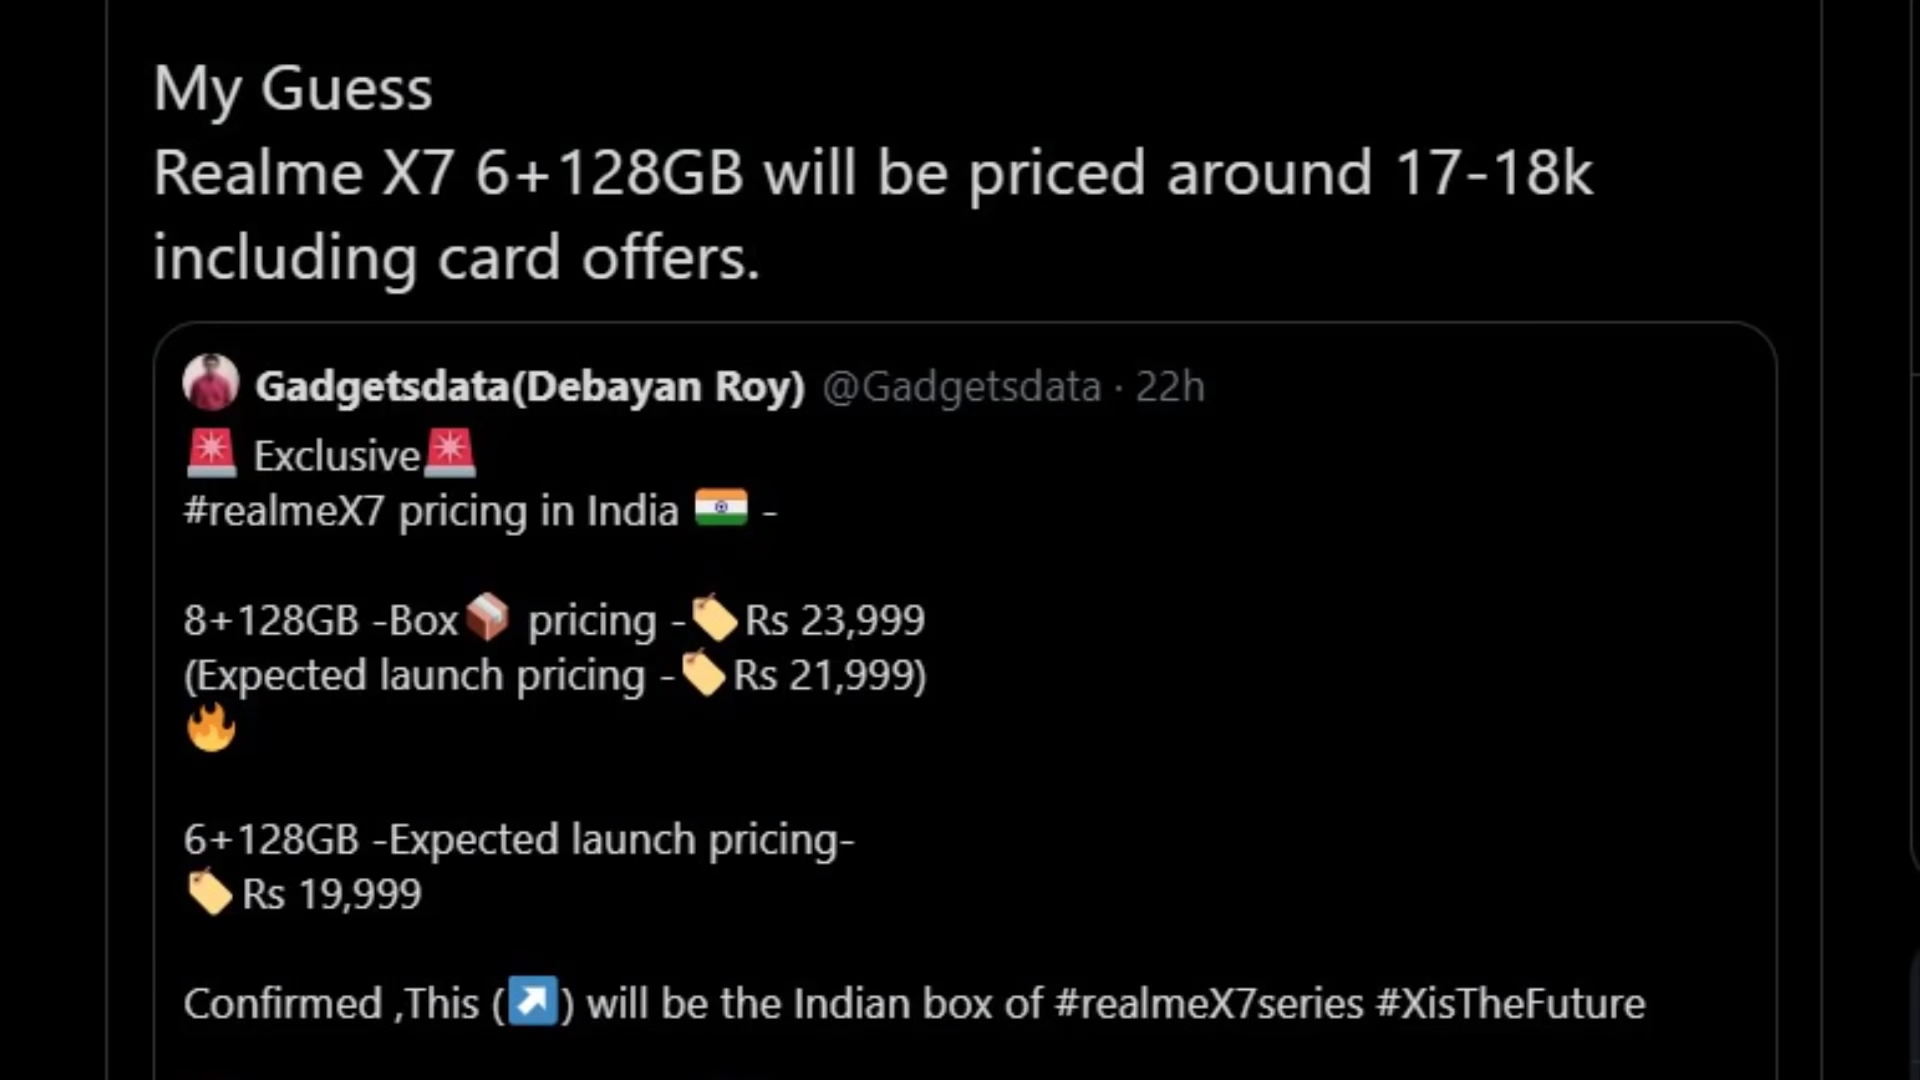 My Guess
Realme X7 6+128GB will be priced around 17-18k
including card offers.
Gadgetsdata(Debayan Roy) @Gadgetsdata · 22h
🚨 Exclusive🚨
#realmeX7 pricing in India 🇮🇳 -
8+128GB -Box📦 pricing -🏷️Rs 23,999
(Expected launch pricing -🏷️Rs 21,999)
🔥
6+128GB -Expected launch pricing-
🏷️Rs 19,999
Confirmed ,This (↗️) will be the Indian box of #realmeX7series #XisTheFuture